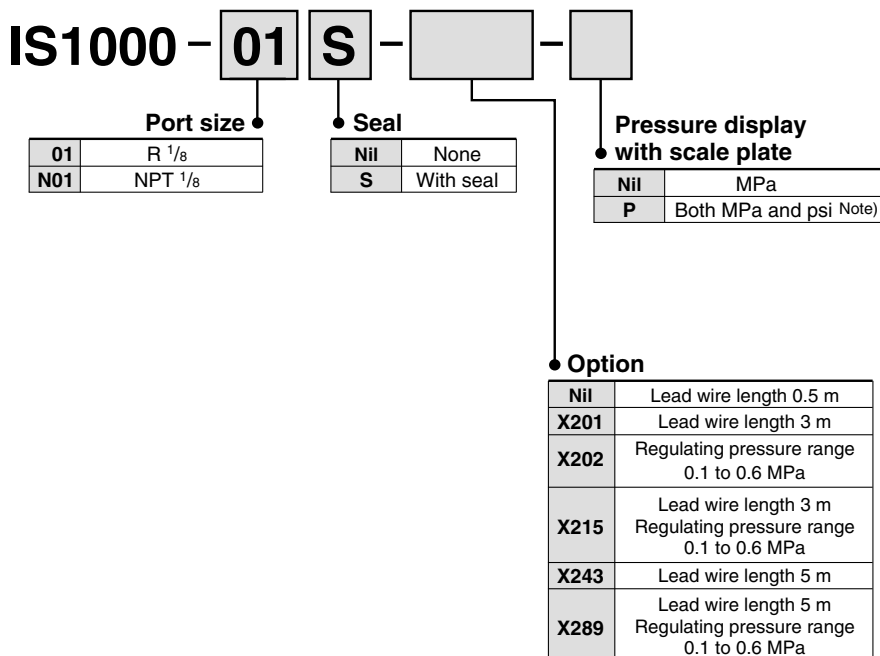 IS1000 – 01 S – –
Port size
01 R 1/8
N01 NPT 1/8
Seal
Nil None
S With seal
Pressure display
with scale plate
Nil MPa
P Both MPa and psi Note)
Option
Nil Lead wire length 0.5 m
X201 Lead wire length 3 m
X202 Regulating pressure range
0.1 to 0.6 MPa
X215 Lead wire length 3 m
Regulating pressure range
0.1 to 0.6 MPa
X243 Lead wire length 5 m
X289 Lead wire length 5 m
Regulating pressure range
0.1 to 0.6 MPa